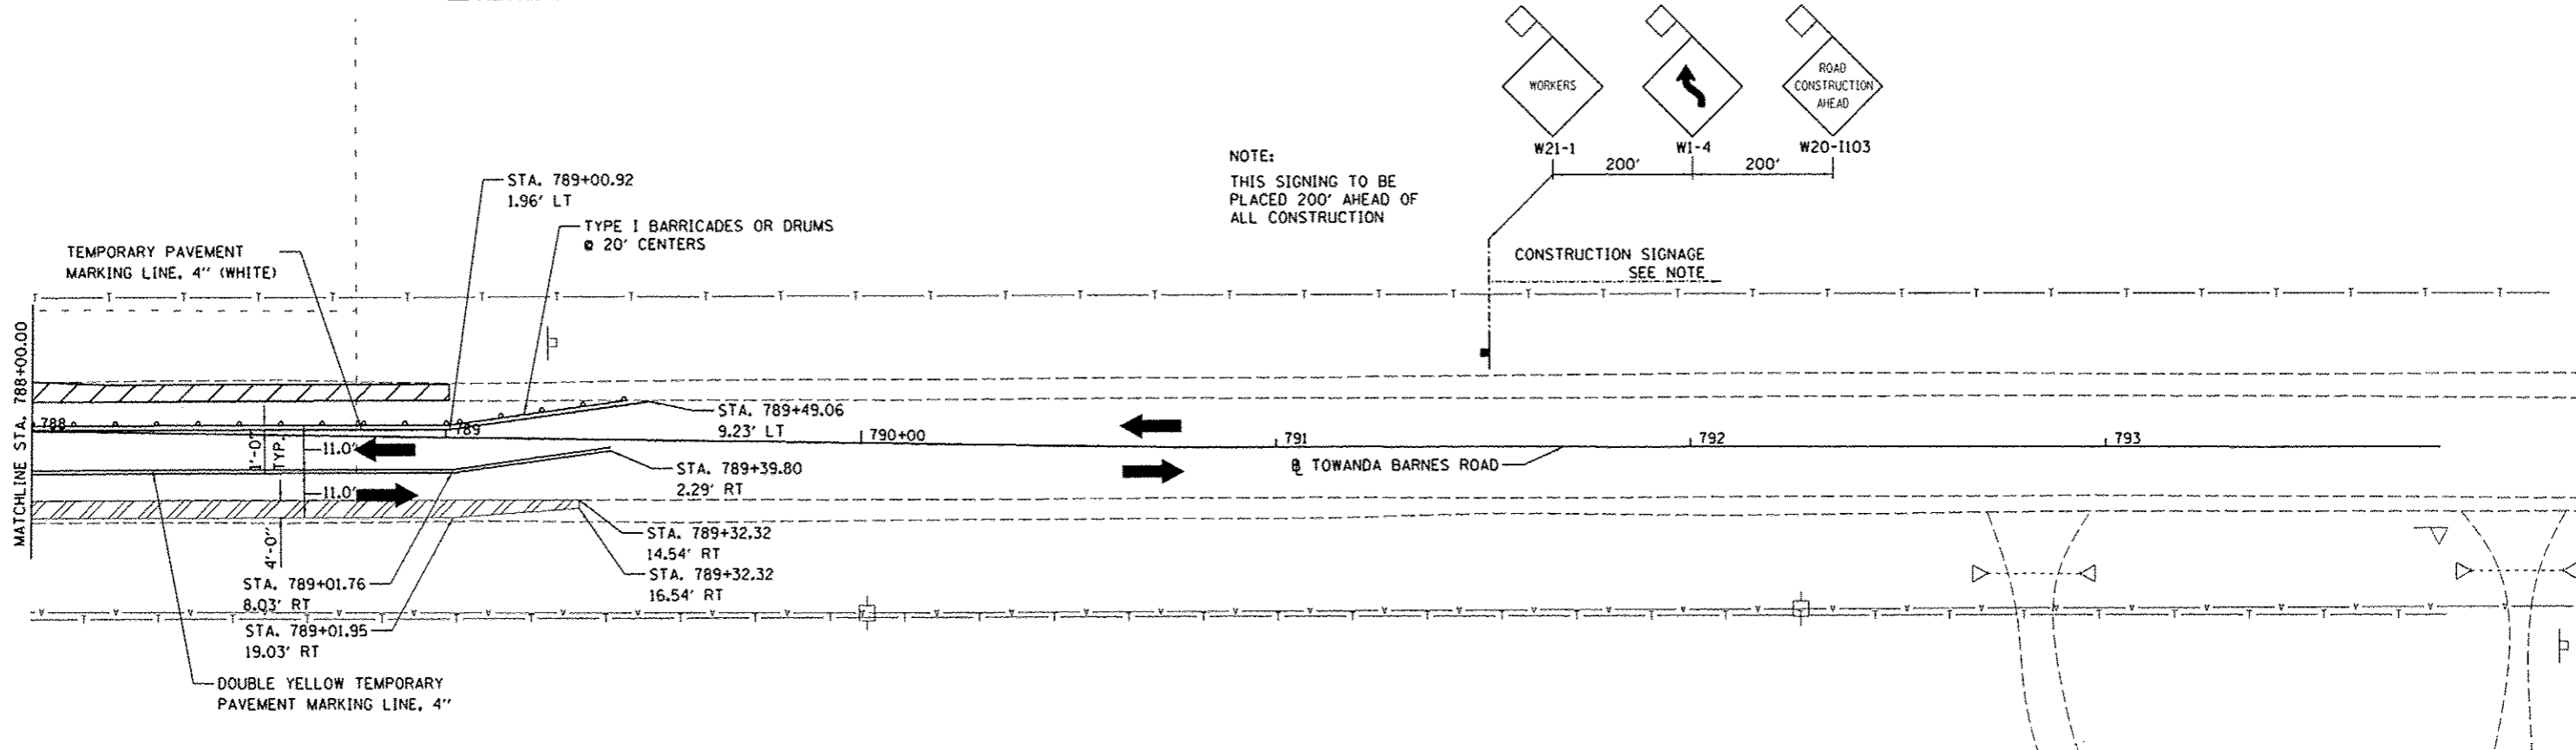 WORKERS
ROAD
CONSTRUCTION
AHEAD
W21-1
W1-4
W20-I103
200'
200'
NOTE:
THIS SIGNING TO BE
PLACED 200' AHEAD OF
ALL CONSTRUCTION
CONSTRUCTION SIGNAGE
SEE NOTE
STA. 789+00.92
1.96' LT
TYPE I BARRICADES OR DRUMS
@ 20' CENTERS
TEMPORARY PAVEMENT
MARKING LINE, 4" (WHITE)
MATCHLINE STA. 788+00.00
788
789
790+00
791
792
793
1'-0"
TYP.
11.0'
11.0'
4'-0"
STA. 789+49.06
9.23' LT
STA. 789+39.80
2.29' RT
STA. 789+32.32
14.54' RT
STA. 789+32.32
16.54' RT
℄ TOWANDA BARNES ROAD
STA. 789+01.76
8.03' RT
STA. 789+01.95
19.03' RT
DOUBLE YELLOW TEMPORARY
PAVEMENT MARKING LINE, 4"